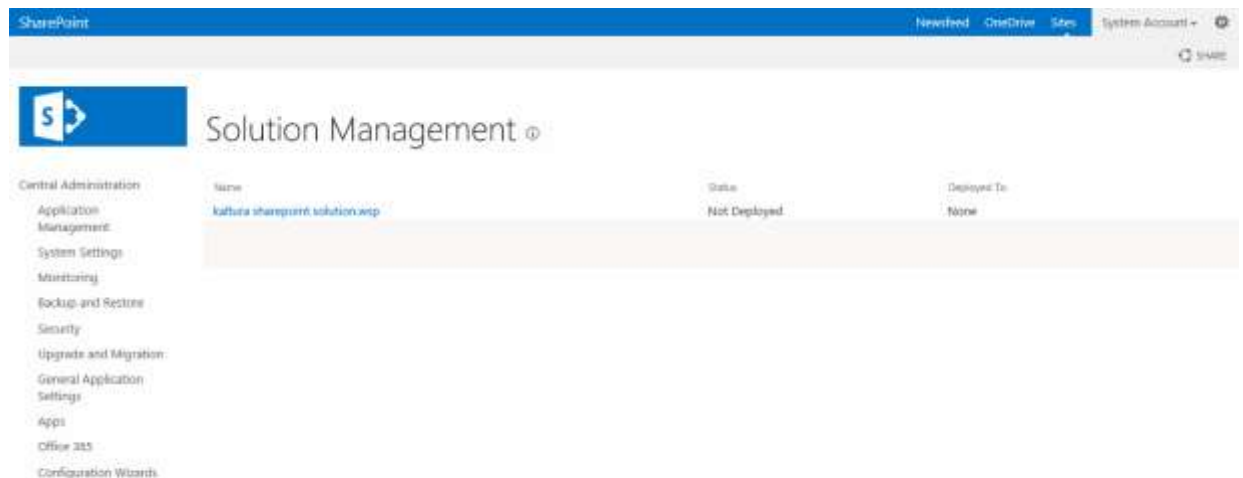 SharePoint
Newsfeed OneDrive Sites System Account
SHARE
S
Solution Management
Central Administration
Name Status Deployed To
Application
Management
kaltura sharepoint solution.wsp Not Deployed None
System Settings
Monitoring
Backup and Restore
Security
Upgrade and Migration
General Application
Settings
Apps
Office 365
Configuration Wizards